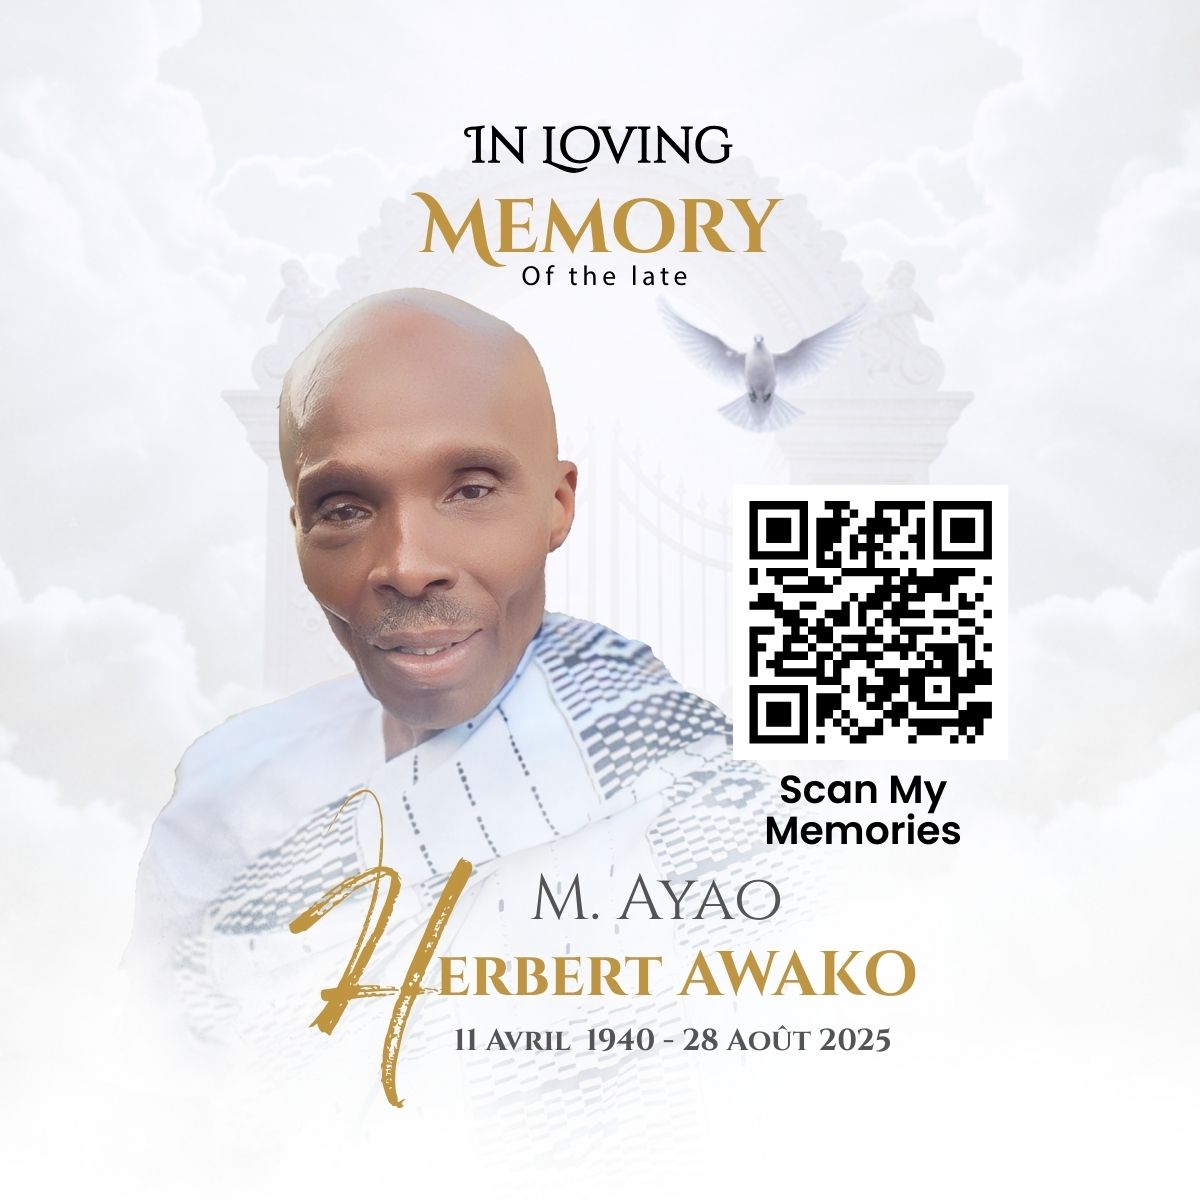 In Loving
Memory
Of the late
Scan My
Memories
M. Ayao
Herbert AWAKO
11 Avril 1940 - 28 Août 2025